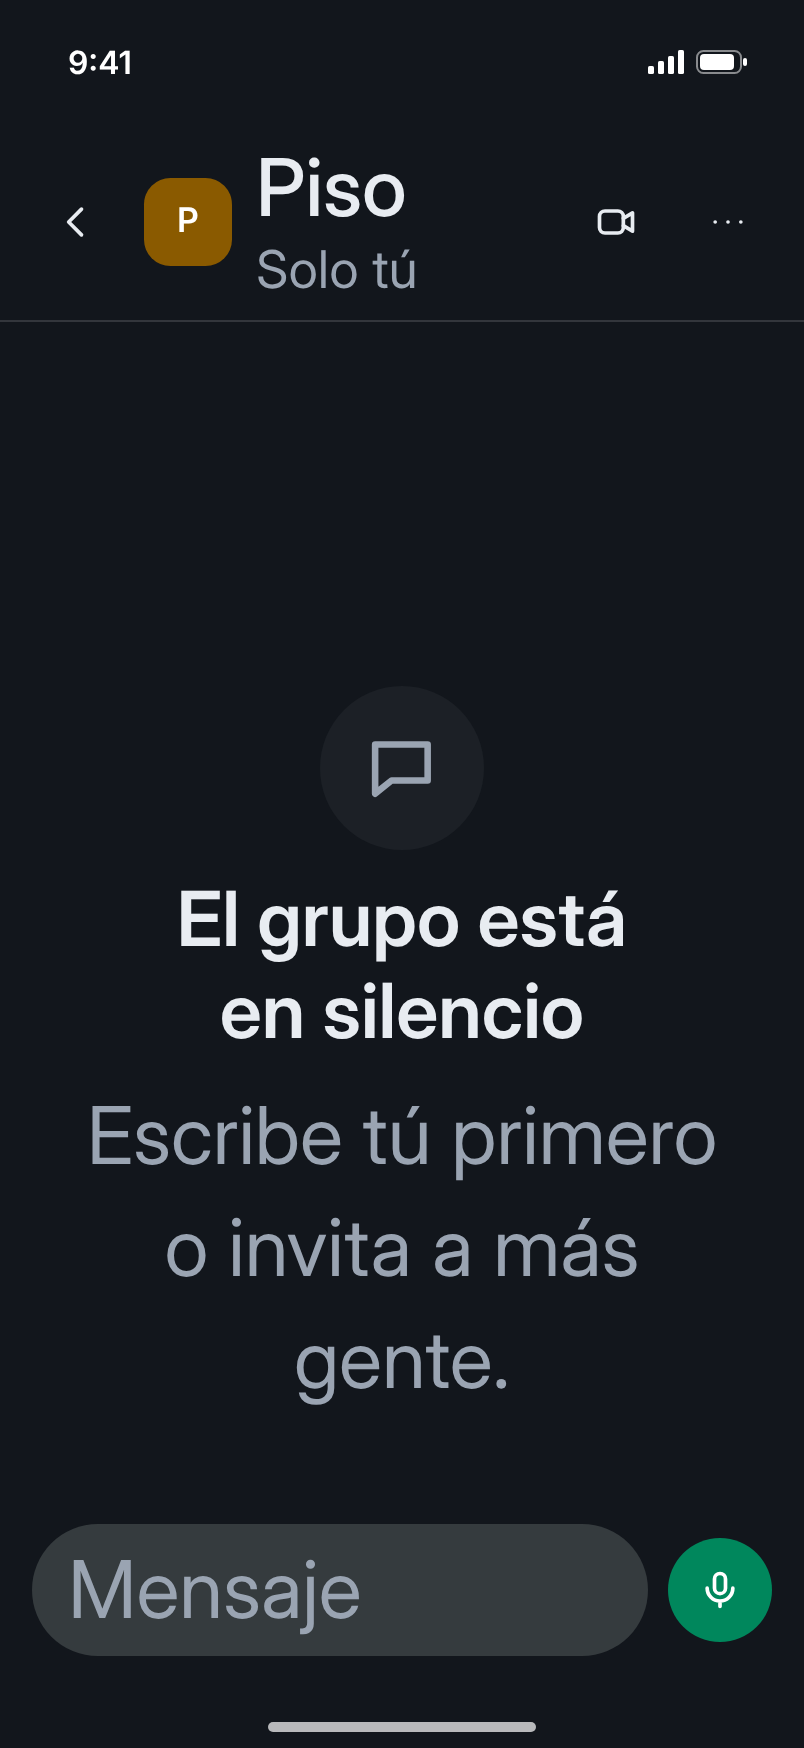 9:41
P
Piso
Solo tú
El grupo está
en silencio
Escribe tú primero
o invita a más
gente.
Mensaje